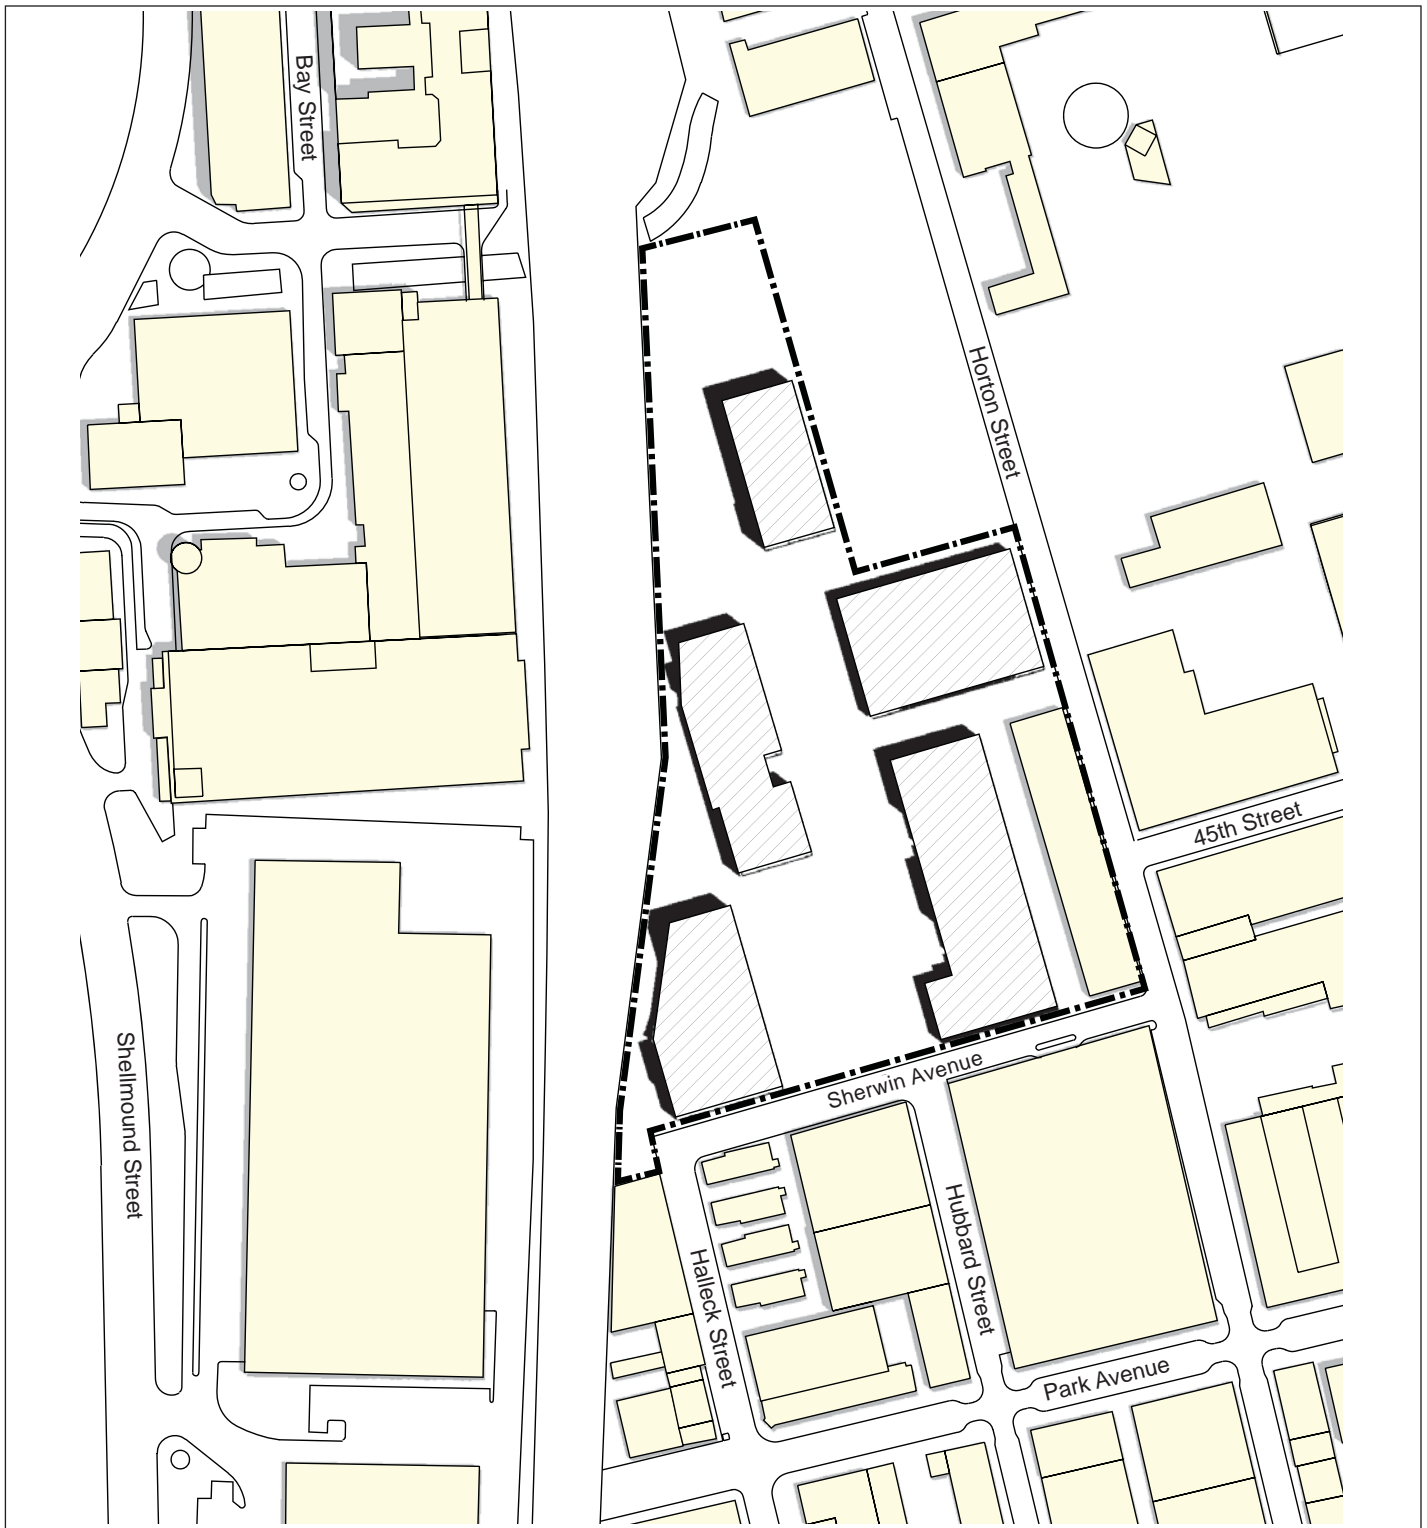 Bay Street
Horton Street
45th Street
Shellmound Street
Sherwin Avenue
Hubbard Street
Halleck Street
Park Avenue